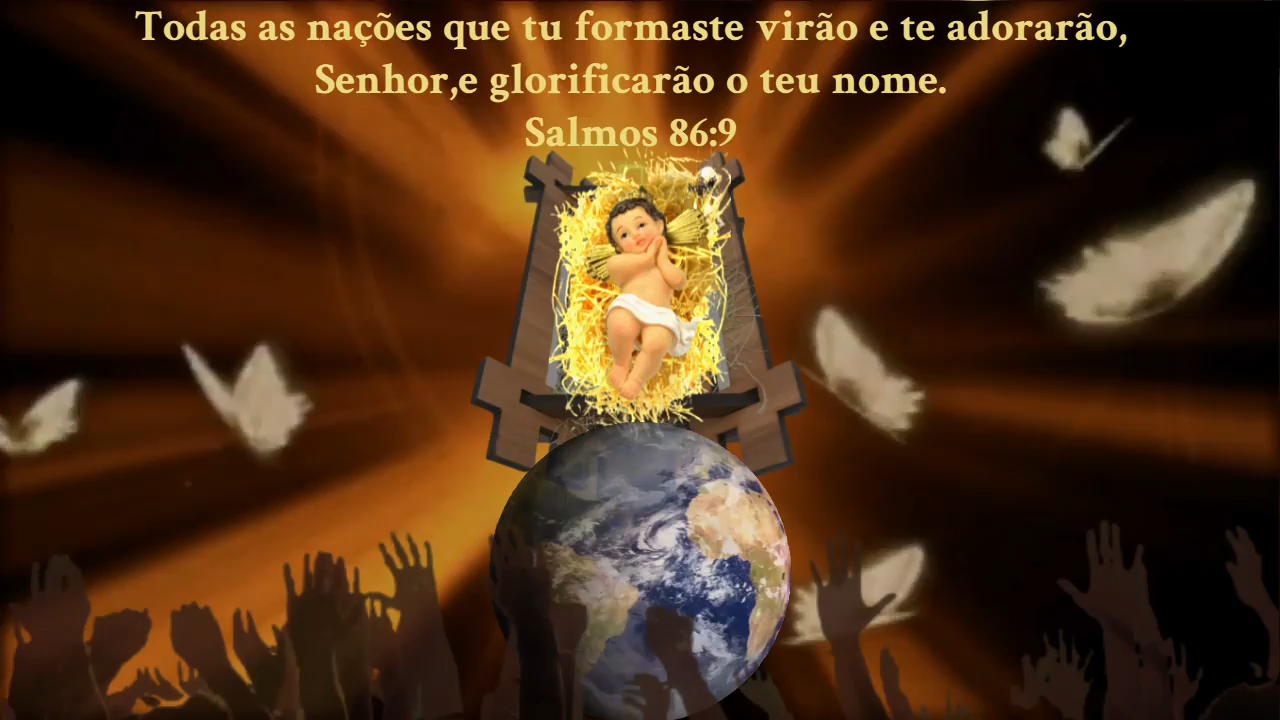 Todas as nações que tu formaste virão e te adorarão,
Senhor,e glorificarão o teu nome.
Salmos 86:9